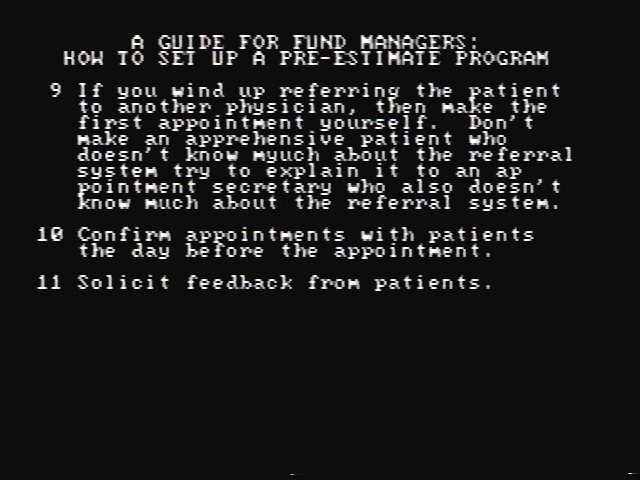 A GUIDE FOR FUND MANAGERS:
HOW TO SET UP A PRE-ESTIMATE PROGRAM
9 If you wind up referring the patient
to another physician, then make the
first appointment yourself.  Don't
make an apprehensive patient who
doesn't know myuch about the referral
system try to explain it to an ap
pointment secretary who also doesn't
know much about the referral system.
10 Confirm appointments with patients
the day before the appointment.
11 Solicit feedback from patients.